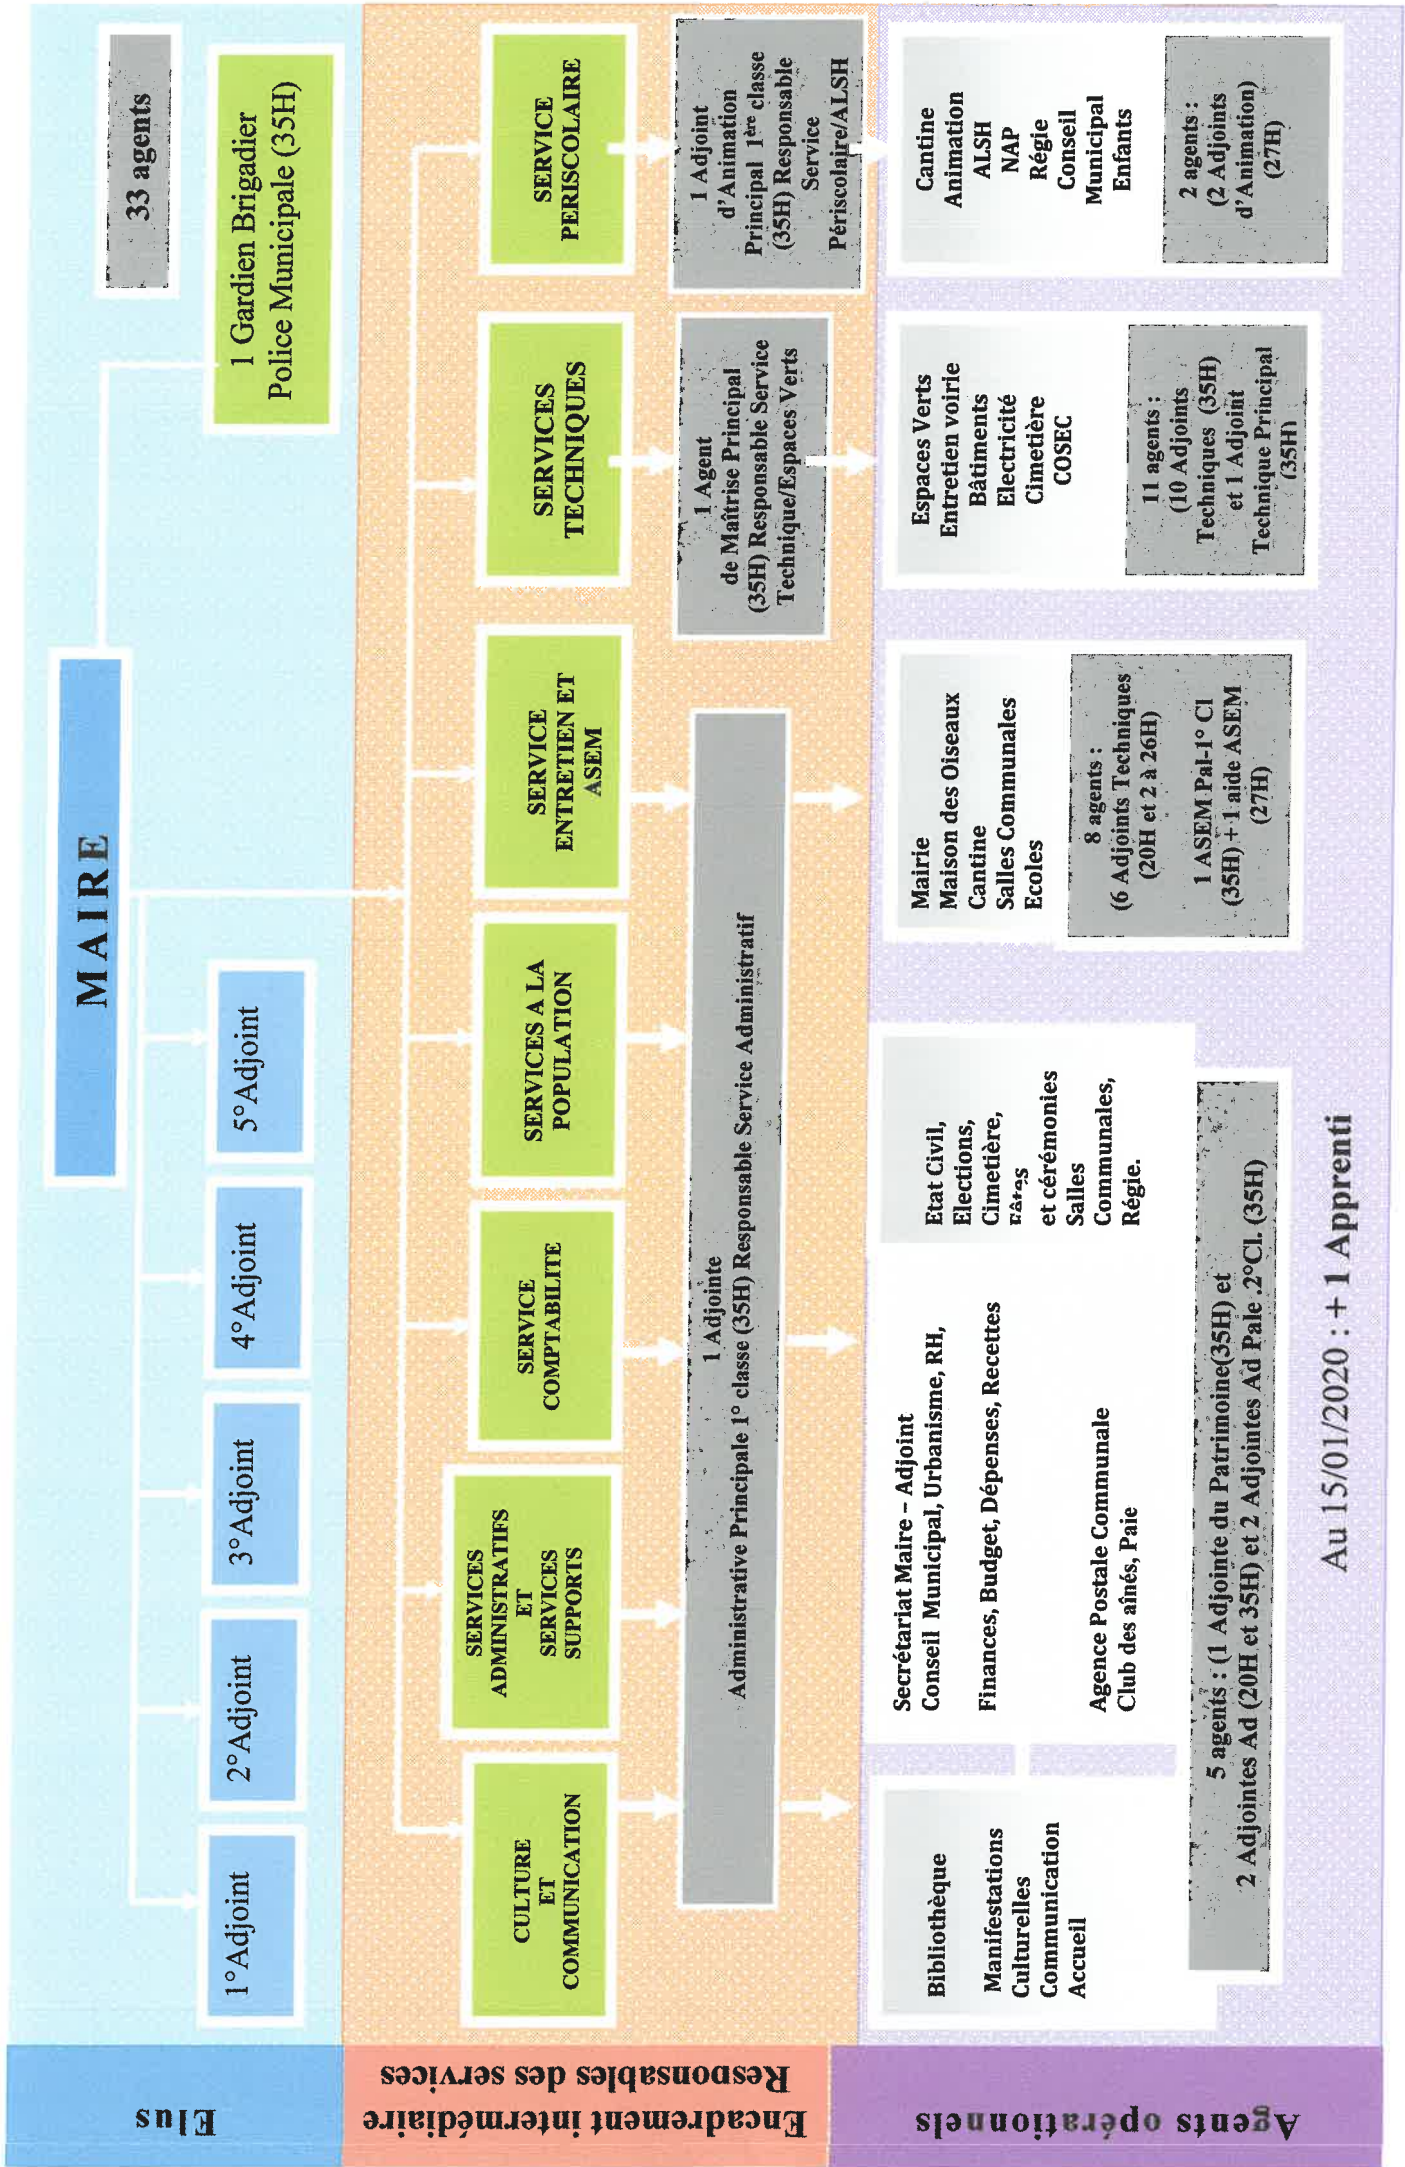 33 agents
MAIRE
1 Gardien Brigadier
Police Municipale (35H)
1°Adjoint
2°Adjoint
3°Adjoint
4°Adjoint
5°Adjoint
Elus
CULTURE
ET
COMMUNICATION
SERVICES
ADMINISTRATIFS
ET
SERVICES
SUPPORTS
SERVICE
COMPTABILITE
SERVICES A LA
POPULATION
SERVICE
ENTRETIEN ET
ASEM
SERVICES
TECHNIQUES
SERVICE
PERISCOLAIRE
Encadrement intermédiaire
Responsables des services
1 Adjointe
Administrative Principale 1° classe (35H) Responsable Service Administratif
1 Agent
de Maîtrise Principal
(35H) Responsable Service
Technique/Espaces Verts
1 Adjoint
d'Animation
Principal 1ère classe
(35H) Responsable
Service
Périscolaire/ALSH
Agents opérationnels
Bibliothèque
Manifestations
Culturelles
Communication
Accueil
Secrétariat Maire – Adjoint
Conseil Municipal, Urbanisme, RH,
Finances, Budget, Dépenses, Recettes
Agence Postale Communale
Club des aînés, Paie
Etat Civil,
Elections,
Cimetière,
Fêtes
et cérémonies
Salles
Communales,
Régie.
5 agents : (1 Adjointe du Patrimoine(35H) et
2 Adjointes Ad (20H et 35H) et 2 Adjointes Ad Pale .2°Cl. (35H)
Mairie
Maison des Oiseaux
Cantine
Salles Communales
Ecoles
8 agents :
(6 Adjoints Techniques
(20H et 2 à 26H)
1 ASEM Pal-1° Cl
(35H) + 1 aide ASEM
(27H)
Espaces Verts
Entretien voirie
Bâtiments
Electricité
Cimetière
COSEC
11 agents :
(10 Adjoints
Techniques (35H)
et 1 Adjoint
Technique Principal
(35H)
Cantine
Animation
ALSH
NAP
Régie
Conseil
Municipal
Enfants
2 agents :
(2 Adjoints
d'Animation)
(27H)
Au 15/01/2020 : + 1 Apprenti